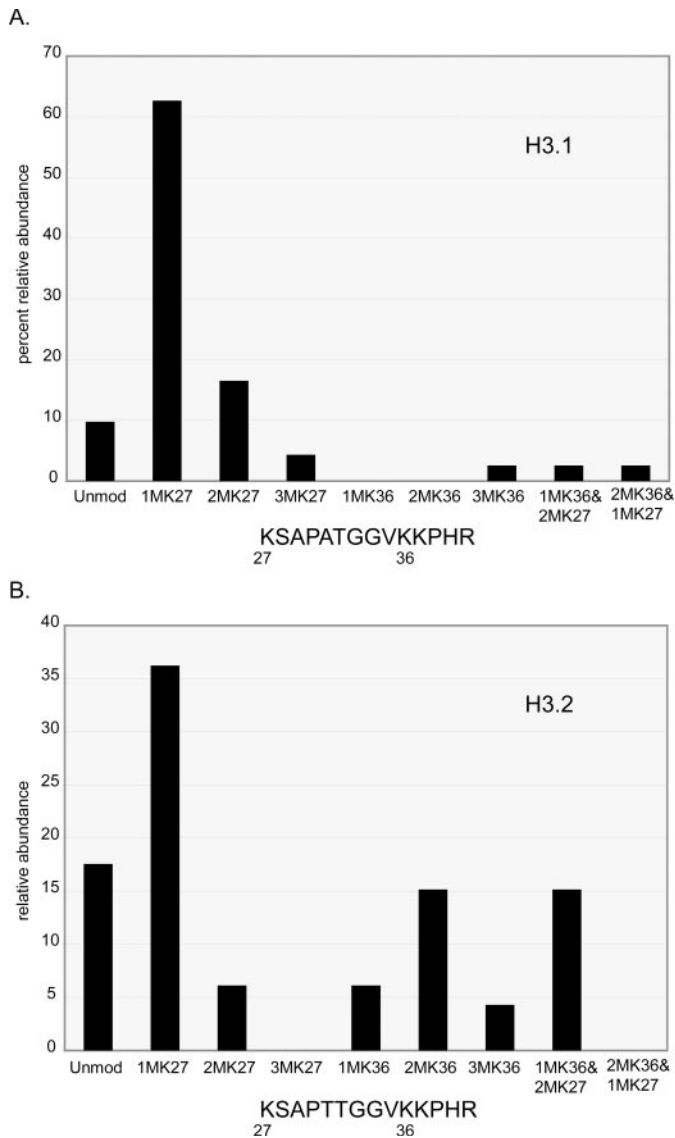 A.
percent relative abundance
70
60
50
40
30
20
10
0
H3.1
Unmod 1MK27 2MK27 3MK27 1MK36 2MK36 3MK36 1MK36& 2MK36&
2MK27 1MK27
KSAPATGGVKKPHR
27 36
B.
relative abundance
40
35
30
25
20
15
10
5
0
H3.2
Unmod 1MK27 2MK27 3MK27 1MK36 2MK36 3MK36 1MK36& 2MK36&
2MK27 1MK27
KSAPTTGGVKKPHR
27 36